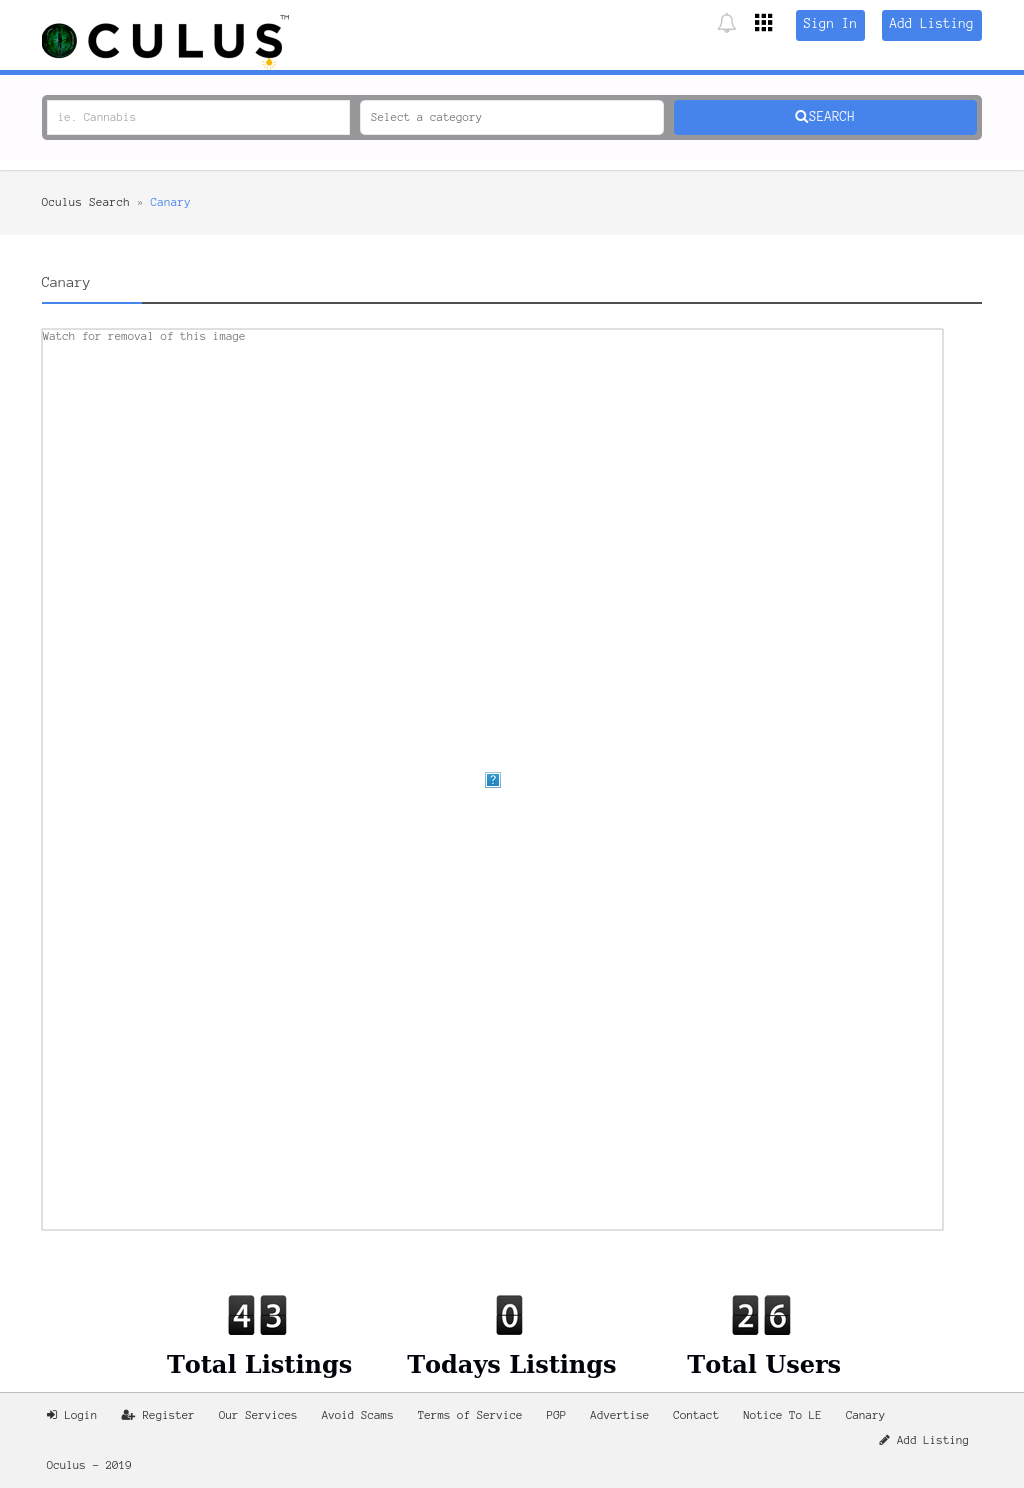 OCULUS™
Sign In
Add Listing
ie. Cannabis
Select a category
SEARCH
Oculus Search » Canary
Canary
Watch for removal of this image
?
43
0
26
Total Listings
Todays Listings
Total Users
Login
Register
Our Services
Avoid Scams
Terms of Service
PGP
Advertise
Contact
Notice To LE
Canary
Add Listing
Oculus – 2019